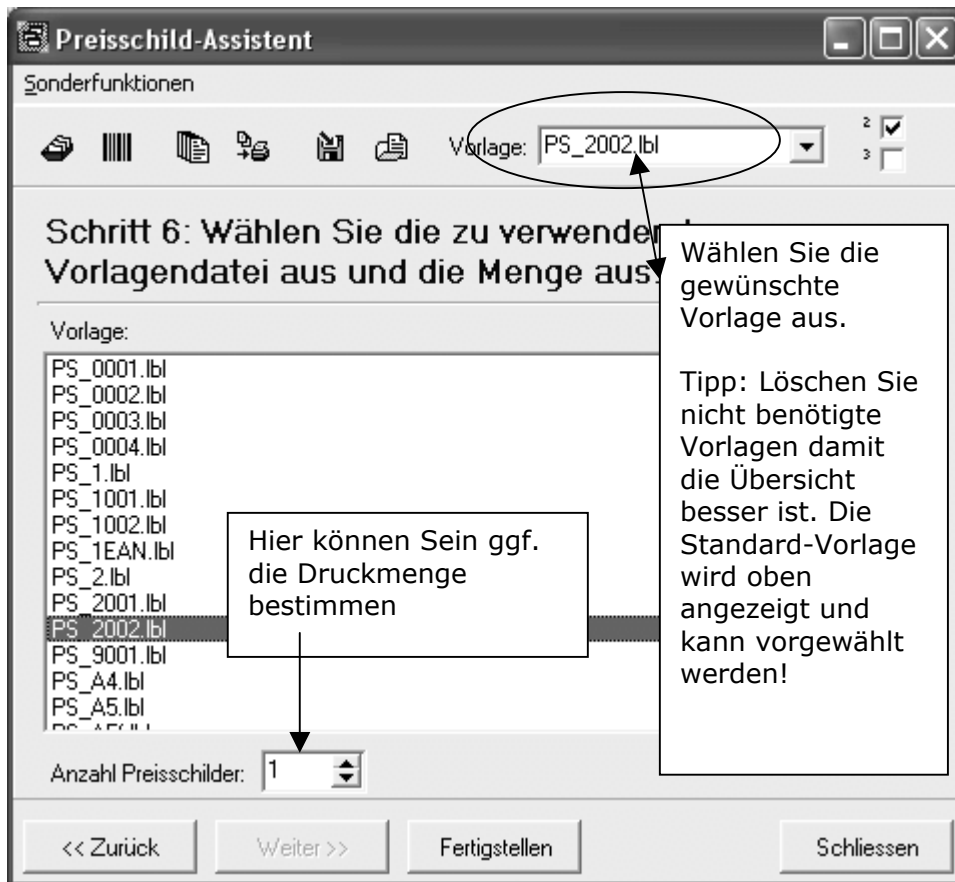 Preisschild-Assistent
Sonderfunktionen
Vorlage: PS_2002.lbl
2
3
Schritt 6: Wählen Sie die zu
Vorlagendatei aus und die Menge aus.
Vorlage:
PS_0001.lbl
PS_0002.lbl
PS_0003.lbl
PS_0004.lbl
PS_1.lbl
PS_1001.lbl
PS_1002.lbl
PS_1EAN.lbl
PS_2.lbl
PS_2001.lbl
PS_2002.lbl
PS_9001.lbl
PS_A4.lbl
PS_A5.lbl
Hier können Sein ggf.
die Druckmenge
bestimmen
Wählen Sie die
gewünschte
Vorlage aus.
Tipp: Löschen Sie
nicht benötigte
Vorlagen damit
die Übersicht
besser ist. Die
Standard-Vorlage
wird oben
angezeigt und
kann vorgewählt
werden!
Anzahl Preisschilder: 1
<< Zurück
Weiter >>
Fertigstellen
Schliessen